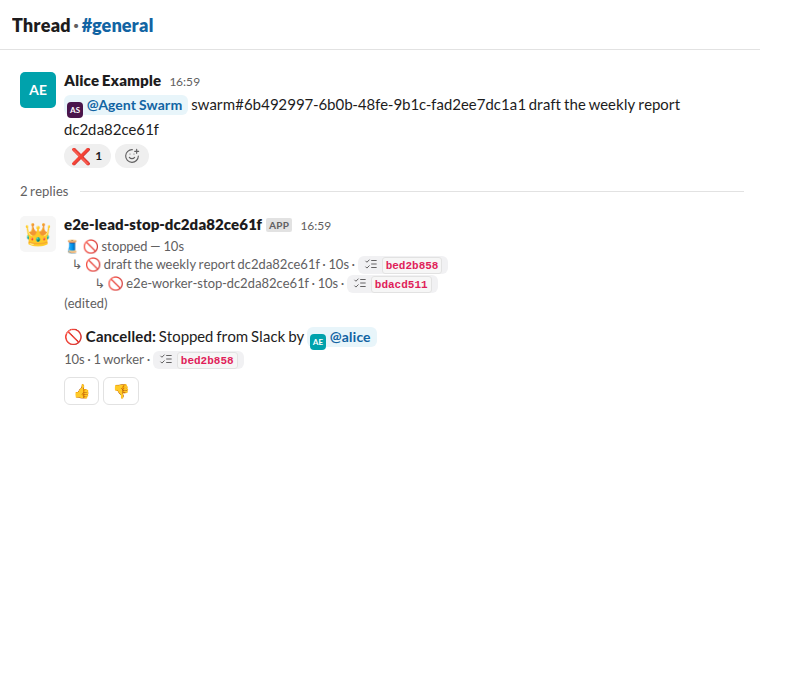 Thread • #general
AE
Alice Example 16:59
AS @Agent Swarm swarm#6b492997-6b0b-48fe-9b1c-fad2ee7dc1a1 draft the weekly report
dc2da82ce61f
❌ 1
2 replies
e2e-lead-stop-dc2da82ce61f APP 16:59
🧵 🚫 stopped — 10s
↳ 🚫 draft the weekly report dc2da82ce61f · 10s · bed2b858
↳ 🚫 e2e-worker-stop-dc2da82ce61f · 10s · bdacd511
(edited)
🚫 Cancelled: Stopped from Slack by AE @alice
10s · 1 worker · bed2b858
👍 👎